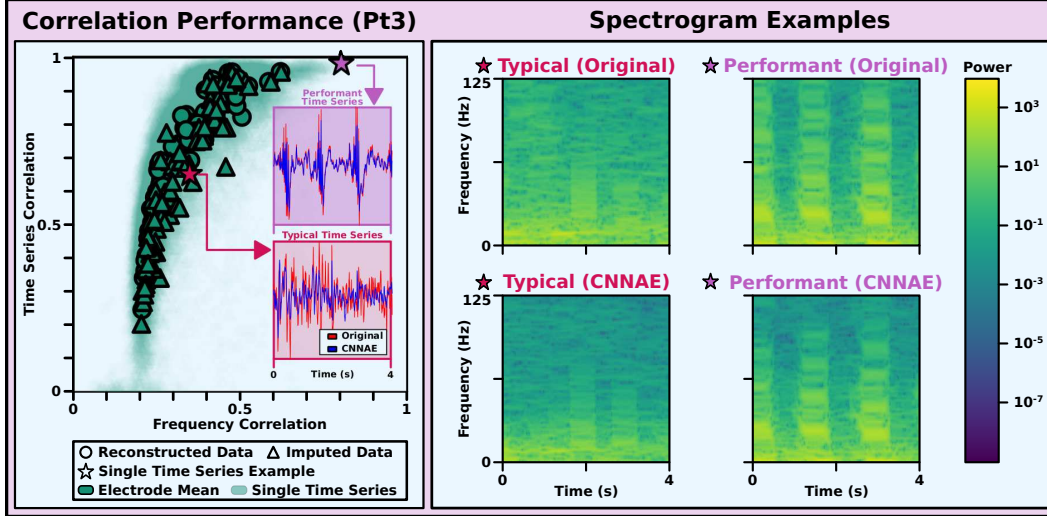 Correlation Performance (Pt3)
Time Series Correlation
1
0.5
0
0
0.5
1
Frequency Correlation
Performant
Time Series
Typical Time Series
Original
CNNAE
0
Time (s)
4
Reconstructed Data
Imputed Data
Single Time Series Example
Electrode Mean
Single Time Series
Spectrogram Examples
Typical (Original)
Performant (Original)
125
Frequency (Hz)
0
Typical (CNNAE)
Performant (CNNAE)
125
Frequency (Hz)
0
0
Time (s)
4
0
Time (s)
4
Power
10³
10¹
10⁻¹
10⁻³
10⁻⁵
10⁻⁷